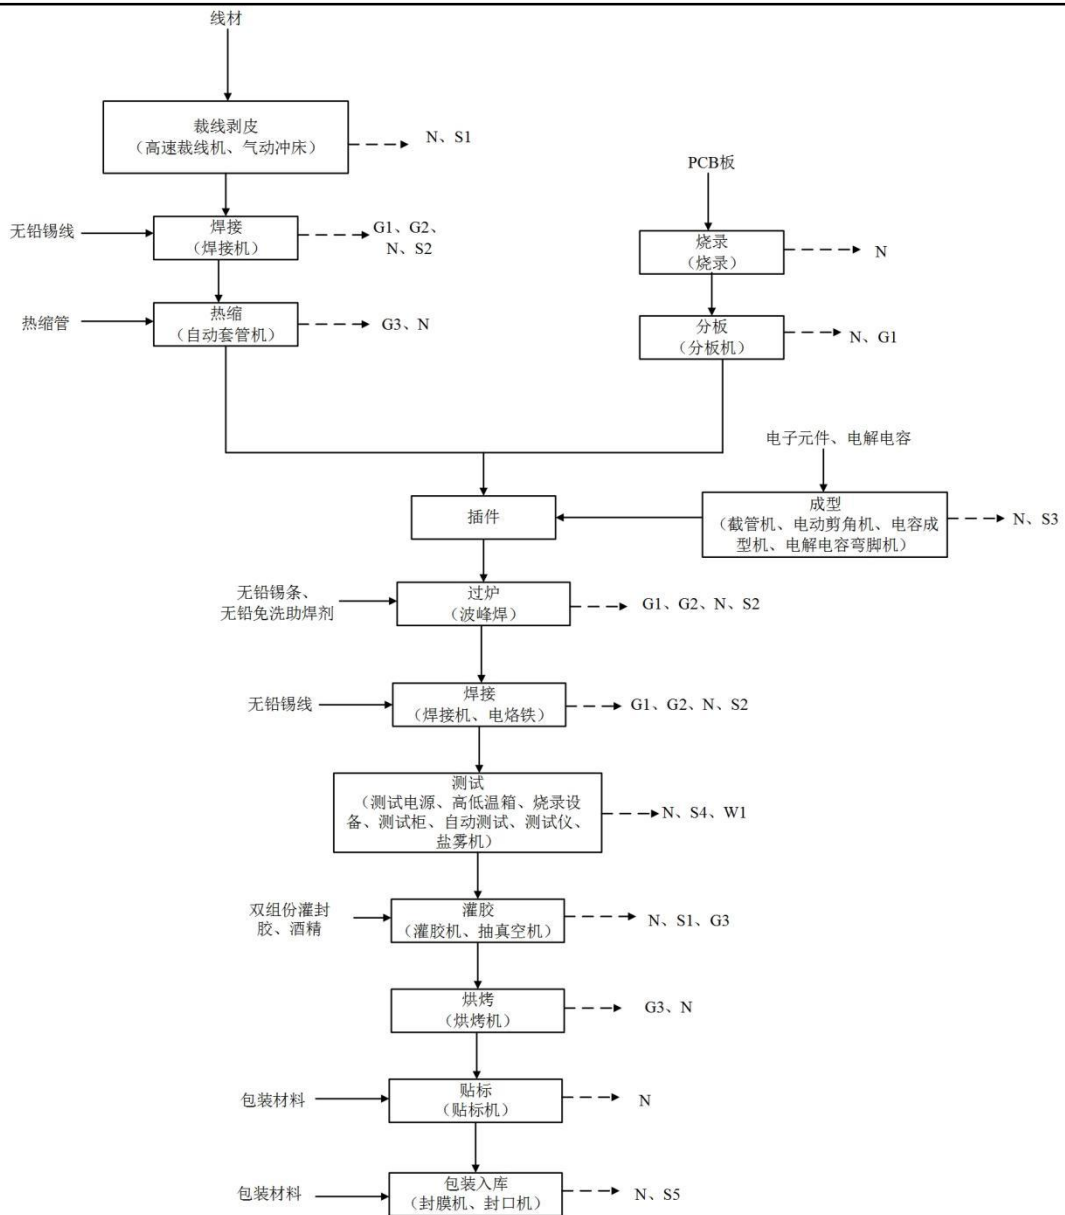 线材
裁线剥皮
（高速裁线机、气动冲床）
N、S1
无铅锡线
焊接
（焊接机）
G1、G2、
N、S2
热缩管
热缩
（自动套管机）
G3、N
PCB板
烧录
（烧录）
N
分板
（分板机）
N、G1
电子元件、电解电容
成型
（截管机、电动剪角机、电容成
型机、电解电容弯脚机）
N、S3
插件
无铅锡条、
无铅免洗助焊剂
过炉
（波峰焊）
G1、G2、N、S2
无铅锡线
焊接
（焊接机、电烙铁）
G1、G2、N、S2
测试
（测试电源、高低温箱、烧录设
备、测试柜、自动测试、测试仪、
盐雾机）
N、S4、W1
双组份灌封
胶、酒精
灌胶
（灌胶机、抽真空机）
N、S1、G3
烘烤
（烘烤机）
G3、N
包装材料
贴标
（贴标机）
N
包装材料
包装入库
（封膜机、封口机）
N、S5